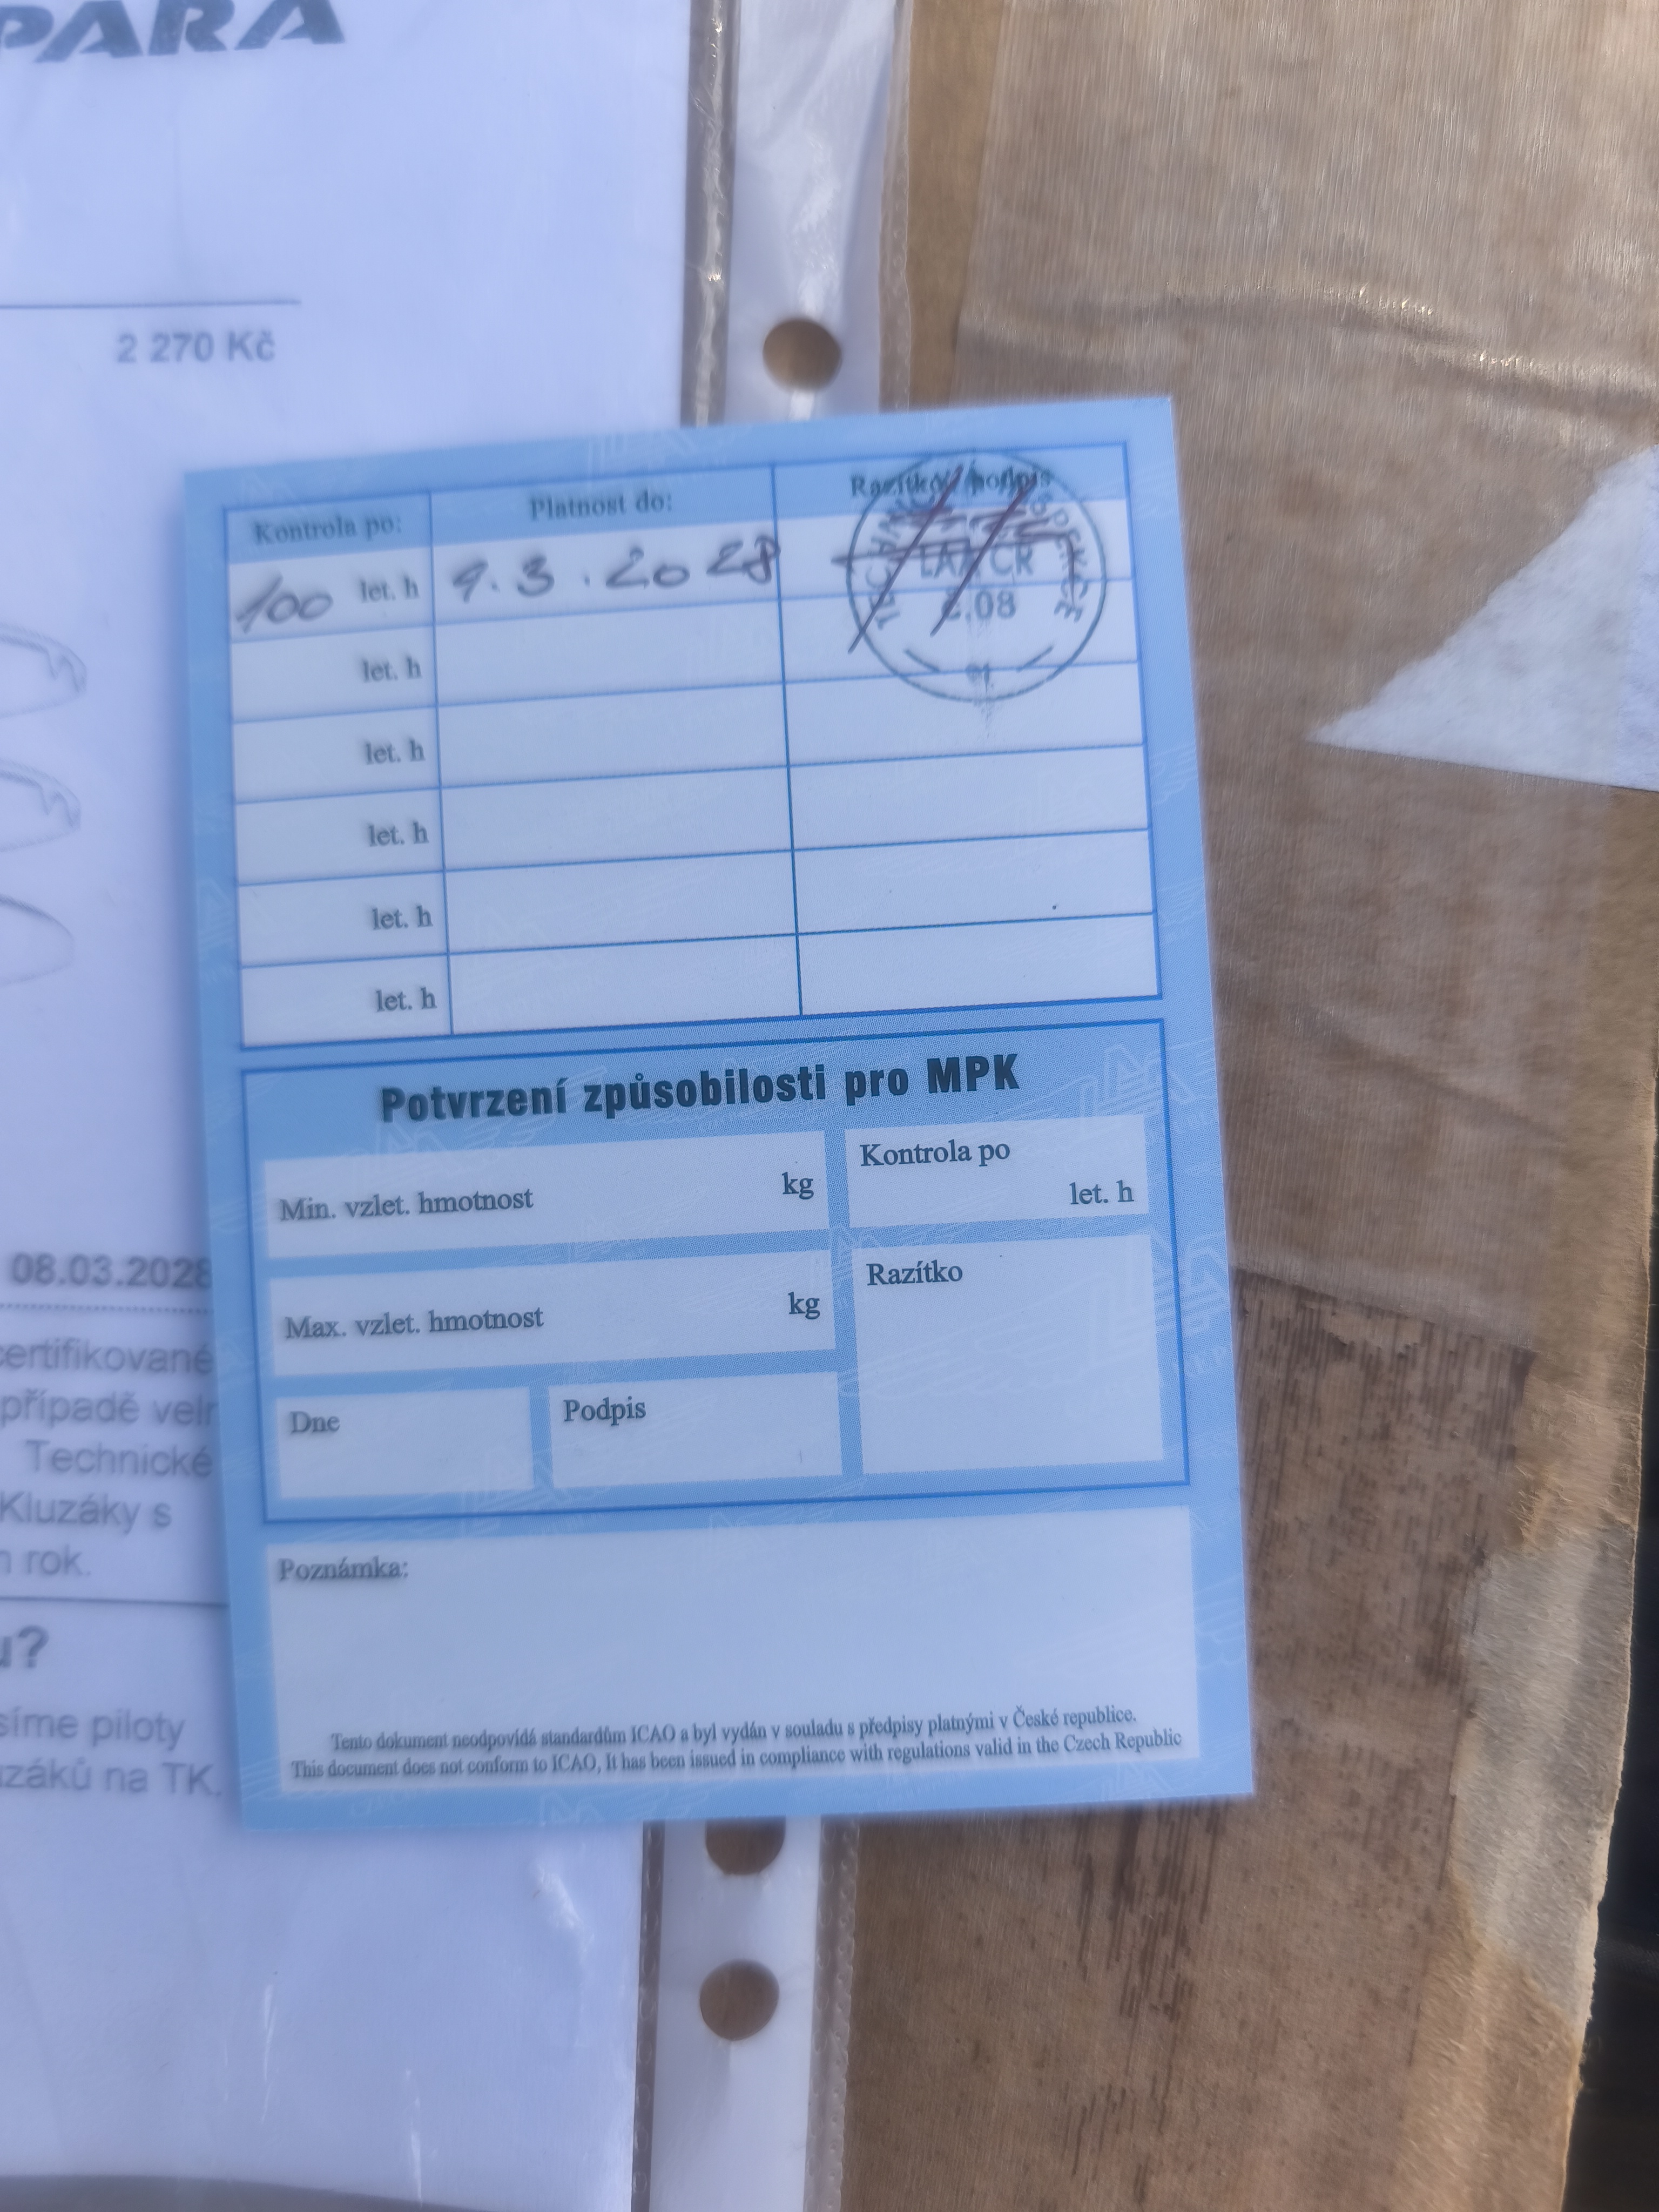 PARA
2 270 Kč
Kontrola po: Platnost do: Razítko / podpis
100 let. h 9.3.2028
TECHNICKÁ INSPEKCE
LAA ČR
2.08
let. h
let. h
let. h
let. h
let. h
Potvrzení způsobilosti pro MPK
Min. vzlet. hmotnost kg
Kontrola po
let. h
Max. vzlet. hmotnost kg
Razítko
Dne
Podpis
Poznámka:
Tento dokument neodpovídá standardům ICAO a byl vydán v souladu s předpisy platnými v České republice.
This document does not conform to ICAO, It has been issued in compliance with regulations valid in the Czech Republic
08.03.2028
certifikované
případě
Technické
Kluzáky s
rok.
u?
piloty
na TK.